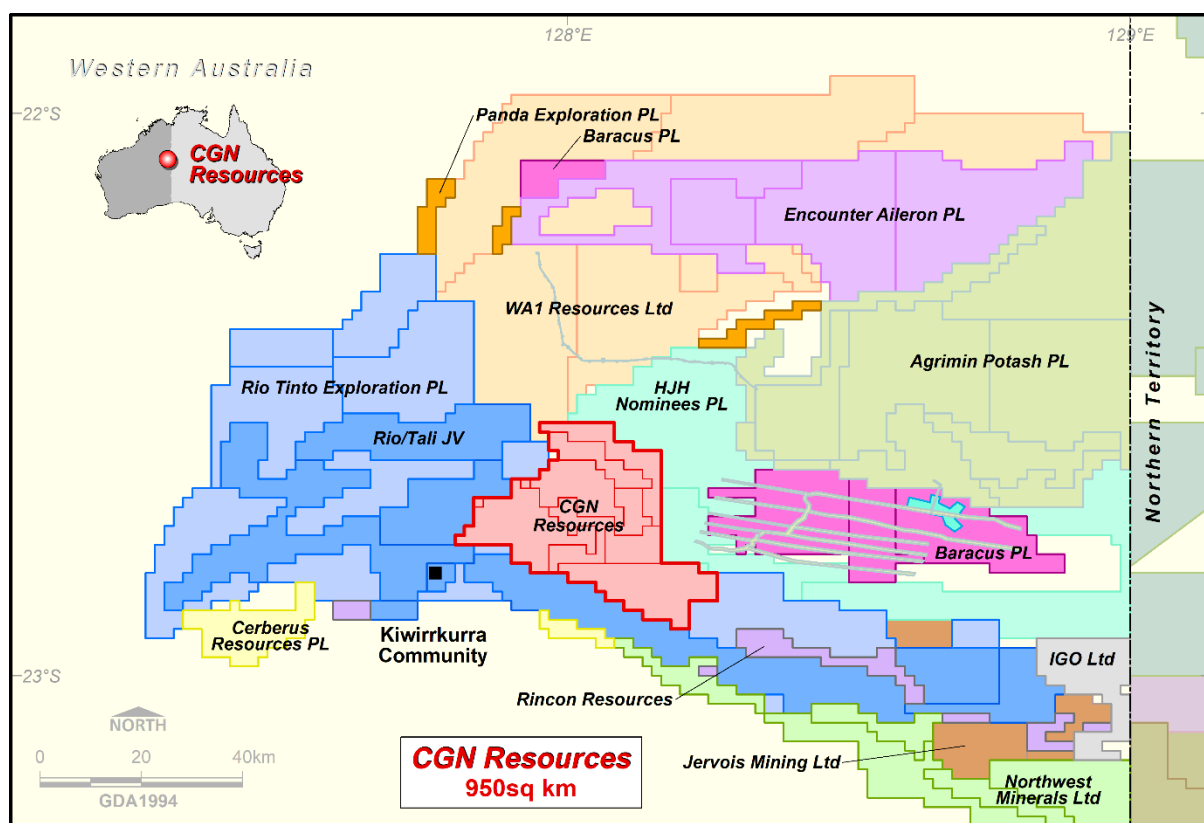 128°E
129°E
Western Australia
22°S
Panda Exploration PL
Baracus PL
CGN
Resources
Encounter Aileron PL
WA1 Resources Ltd
Northern Territory
Agrimin Potash PL
Rio Tinto Exploration PL
HJH
Nominees PL
Rio/Tali JV
CGN
Resources
Baracus PL
Cerberus
Resources PL
Kiwirrkurra
Community
23°S
IGO Ltd
Rincon Resources
NORTH
0 20 40km
GDA1994
CGN Resources
950sq km
Jervois Mining Ltd
Northwest
Minerals Ltd